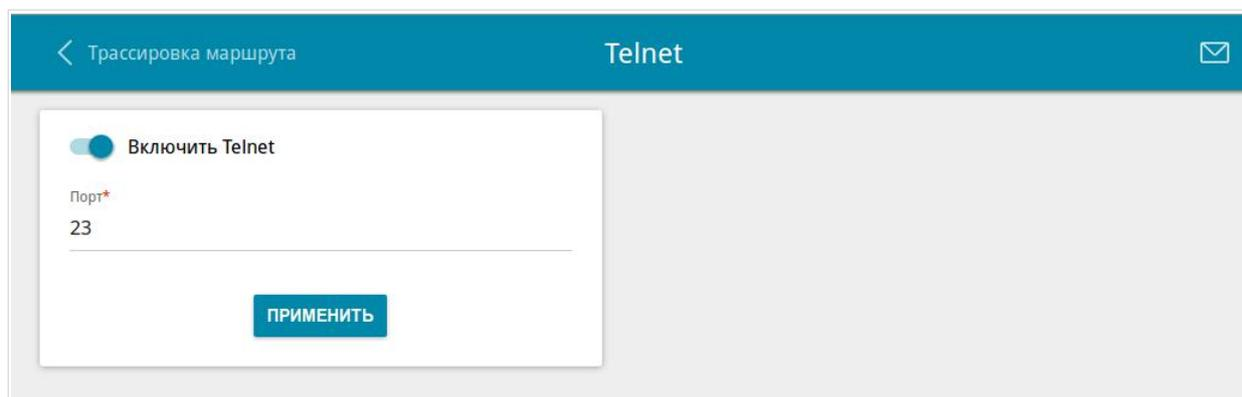 Трассировка маршрута
Telnet
Включить Telnet
Порт*
23
ПРИМЕНИТЬ